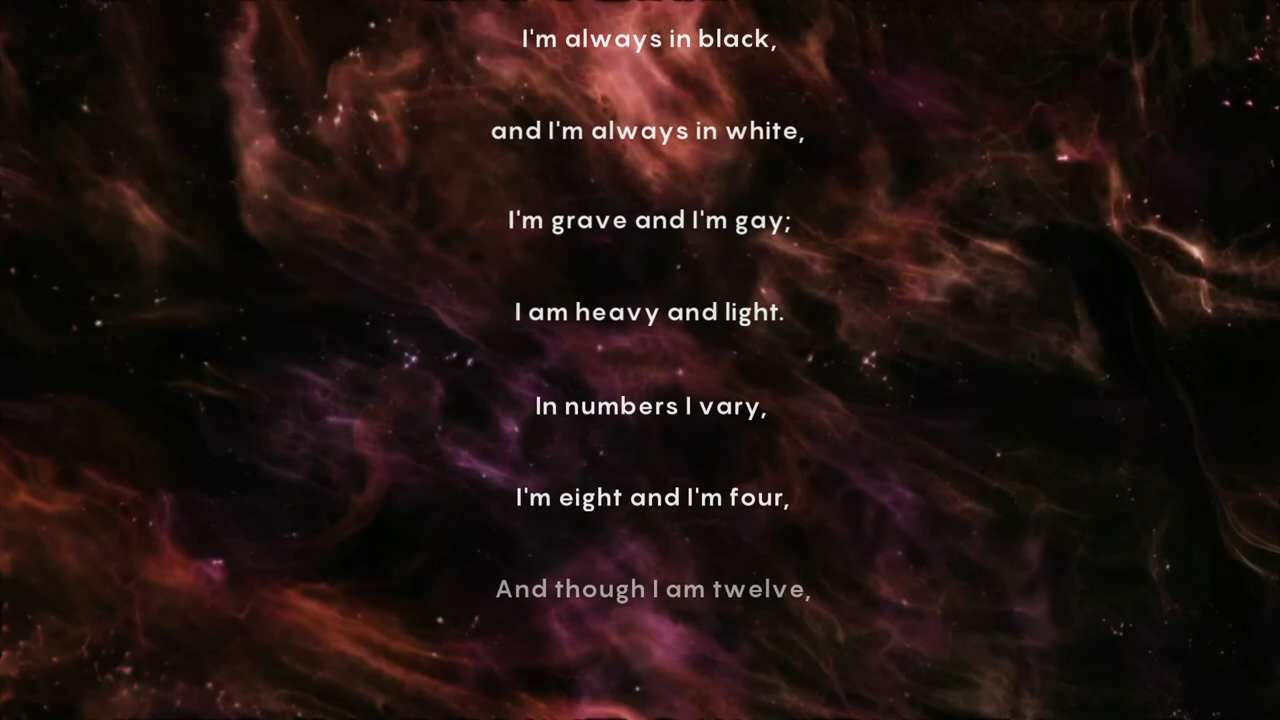 I'm always in black,
and I'm always in white,
I'm grave and I'm gay;
I am heavy and light.
In numbers I vary,
I'm eight and I'm four,
And though I am twelve,